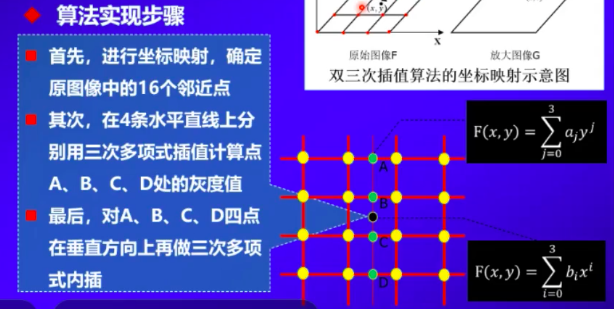 算法实现步骤
首先，进行坐标映射，确定
原图像中的16个邻近点
其次，在4条水平直线上分
别用三次多项式插值计算点
A、B、C、D处的灰度值
最后，对A、B、C、D四点
在垂直方向上再做三次多项
式内插
(x, y)
x
原始图像F
放大图像G
双三次插值算法的坐标映射示意图
F(x, y) = \sum_{j=0}^{3} a_j y^j
A
B
C
D
F(x, y) = \sum_{i=0}^{3} b_i x^i